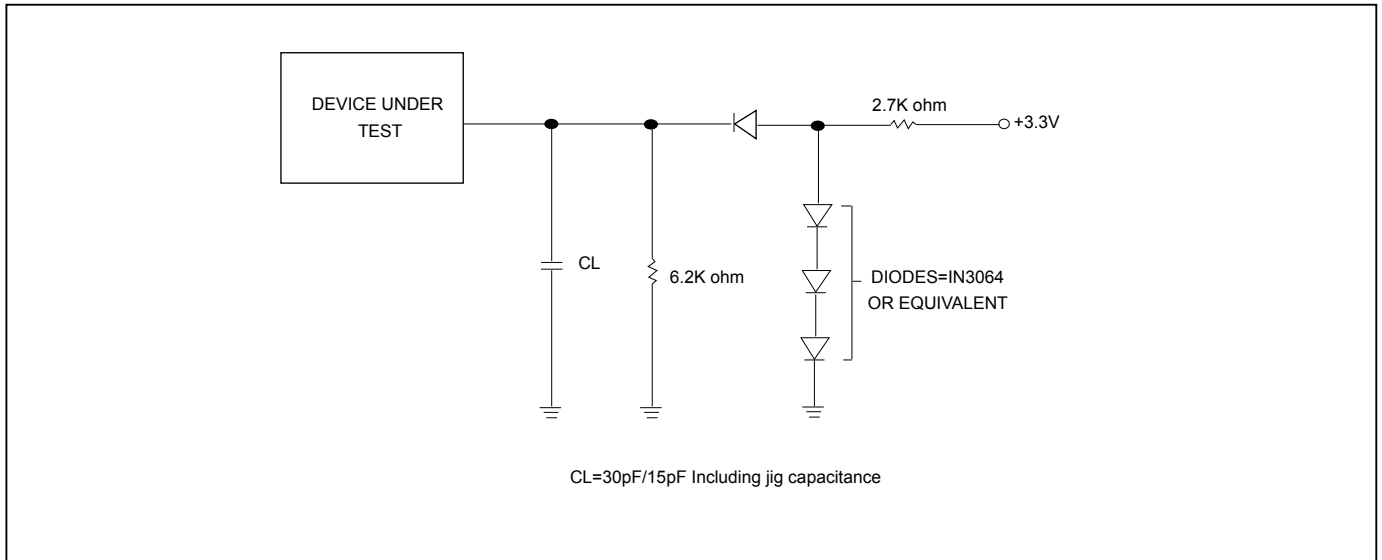 DEVICE UNDER
TEST
2.7K ohm
+3.3V
CL
6.2K ohm
DIODES=IN3064
OR EQUIVALENT
CL=30pF/15pF Including jig capacitance